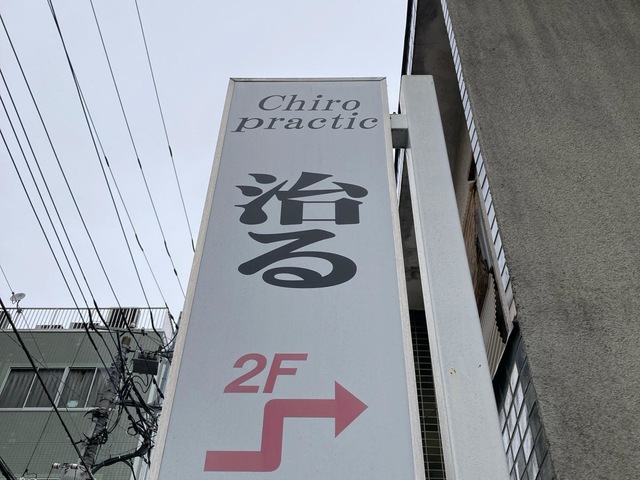 Chiro
practic
治る
2F